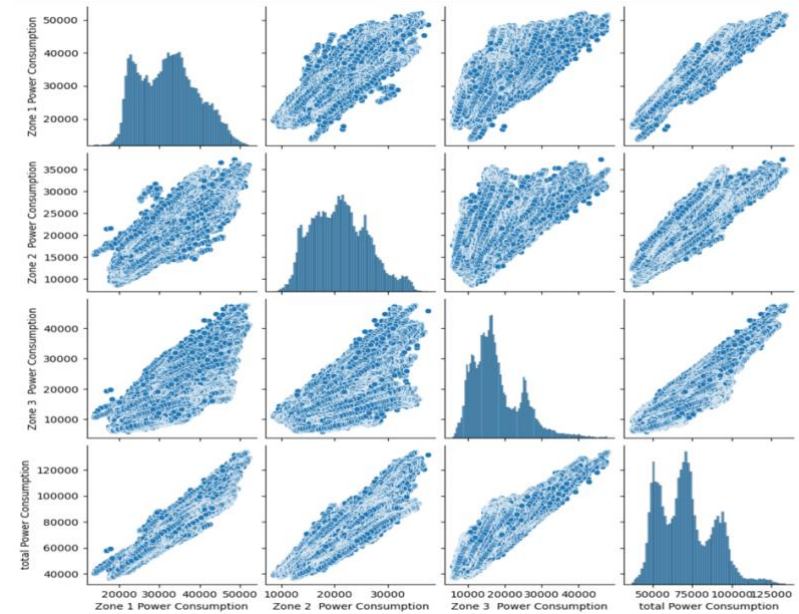 Zone 1 Power Consumption
50000
40000
30000
20000
Zone 2  Power Consumption
35000
30000
25000
20000
15000
10000
Zone 3  Power Consumption
40000
30000
20000
10000
total Power Consumption
120000
100000
80000
60000
40000
20000 30000 40000 50000
Zone 1 Power Consumption
10000 20000 30000
Zone 2  Power Consumption
10000 20000 30000 40000
Zone 3  Power Consumption
50000 75000 100000 125000
total Power Consumption